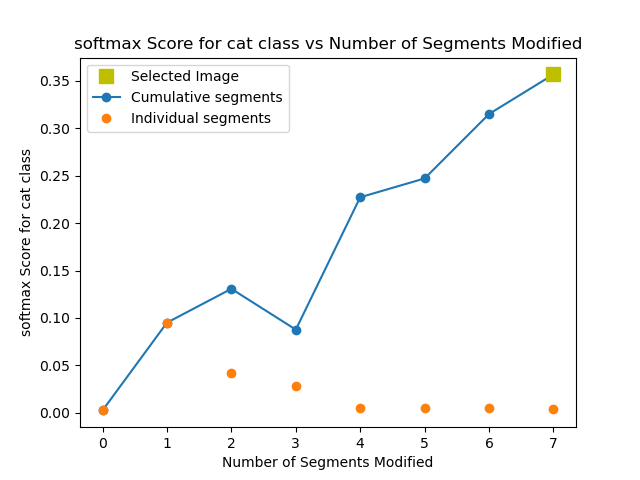 softmax Score for cat class vs Number of Segments Modified
Selected Image
Cumulative segments
Individual segments
softmax Score for cat class
0.35
0.30
0.25
0.20
0.15
0.10
0.05
0.00
0 1 2 3 4 5 6 7
Number of Segments Modified